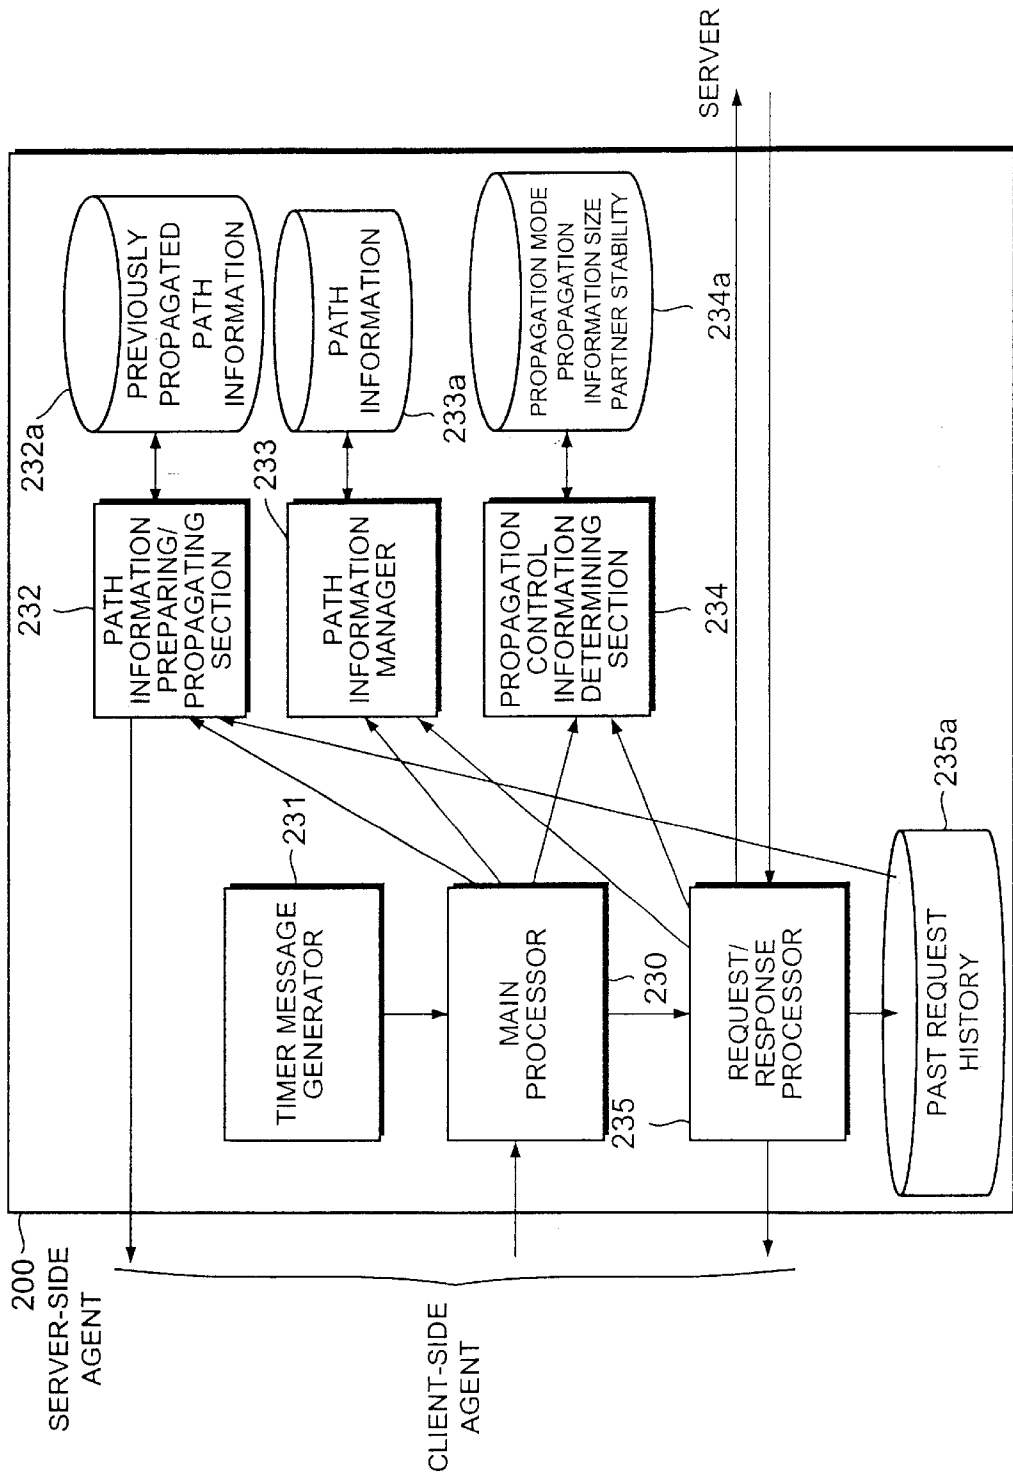 200
SERVER-SIDE
AGENT
CLIENT-SIDE
AGENT
SERVER
TIMER MESSAGE
GENERATOR
231
MAIN
PROCESSOR
230
REQUEST/
RESPONSE
PROCESSOR
235
PAST REQUEST
HISTORY
235a
PATH
INFORMATION
PREPARING/
PROPAGATING
SECTION
232
PATH
INFORMATION
MANAGER
233
PROPAGATION
CONTROL
INFORMATION
DETERMINING
SECTION
234
PREVIOUSLY
PROPAGATED
PATH
INFORMATION
232a
PATH
INFORMATION
233a
PROPAGATION MODE
PROPAGATION
INFORMATION SIZE
PARTNER STABILITY
234a